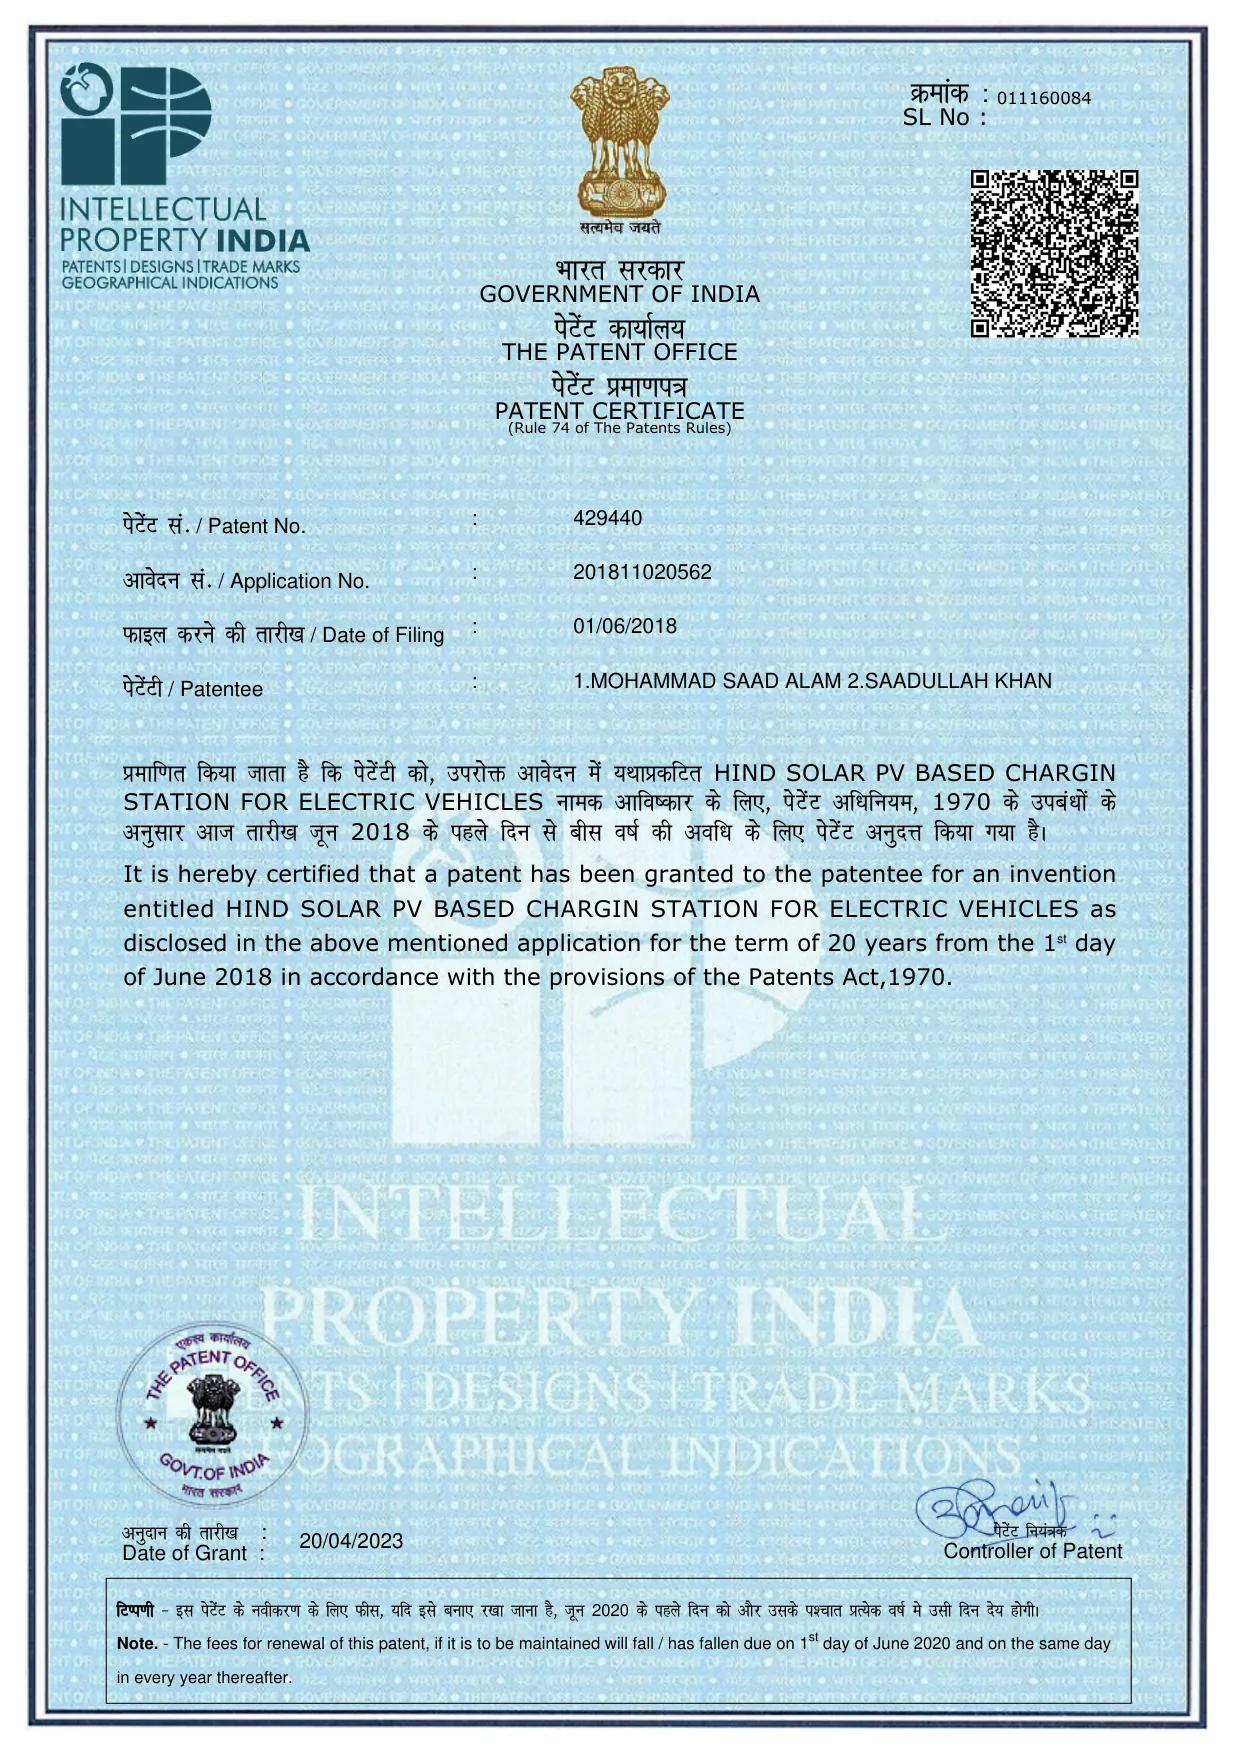 क्रमांक : 011160084
SL No :
INTELLECTUAL
PROPERTY INDIA
PATENTS | DESIGNS | TRADE MARKS
GEOGRAPHICAL INDICATIONS
सत्यमेव जयते
भारत सरकार
GOVERNMENT OF INDIA
पेटेंट कार्यालय
THE PATENT OFFICE
पेटेंट प्रमाणपत्र
PATENT CERTIFICATE
(Rule 74 of The Patents Rules)
पेटेंट सं. / Patent No. : 429440
आवेदन सं. / Application No. : 201811020562
फाइल करने की तारीख / Date of Filing : 01/06/2018
पेटेंटी / Patentee : 1.MOHAMMAD SAAD ALAM 2.SAADULLAH KHAN
प्रमाणित किया जाता है कि पेटेंटी को, उपरोक्त आवेदन में यथाप्रकटित HIND SOLAR PV BASED CHARGIN
STATION FOR ELECTRIC VEHICLES नामक आविष्कार के लिए, पेटेंट अधिनियम, 1970 के उपबंधों के
अनुसार आज तारीख जून 2018 के पहले दिन से बीस वर्ष की अवधि के लिए पेटेंट अनुदत्त किया गया है।
It is hereby certified that a patent has been granted to the patentee for an invention
entitled HIND SOLAR PV BASED CHARGIN STATION FOR ELECTRIC VEHICLES as
disclosed in the above mentioned application for the term of 20 years from the 1st day
of June 2018 in accordance with the provisions of the Patents Act,1970.
INTELLECTUAL
PROPERTY INDIA
TS | DESIGNS | TRADE MARKS
OGRAPHICAL INDICATIONS
एकस्व कार्यालय
THE PATENT OFFICE
GOVT.OF INDIA
भारत सरकार
अनुदान की तारीख : 20/04/2023
Date of Grant :
पेटेंट नियंत्रक
Controller of Patent
टिप्पणी - इस पेटेंट के नवीकरण के लिए फीस, यदि इसे बनाए रखा जाना है, जून 2020 के पहले दिन को और उसके पश्चात प्रत्येक वर्ष मे उसी दिन देय होगी।
Note. - The fees for renewal of this patent, if it is to be maintained will fall / has fallen due on 1st day of June 2020 and on the same day
in every year thereafter.